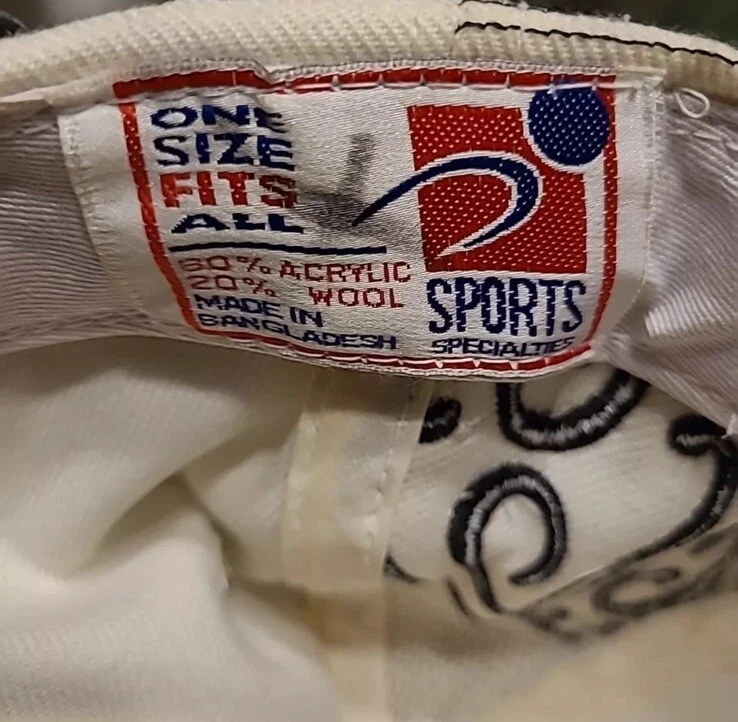 ONE
SIZE
FITS
ALL
80% ACRYLIC
20% WOOL
MADE IN
BANGLADESH
SPORTS
SPECIALTIES